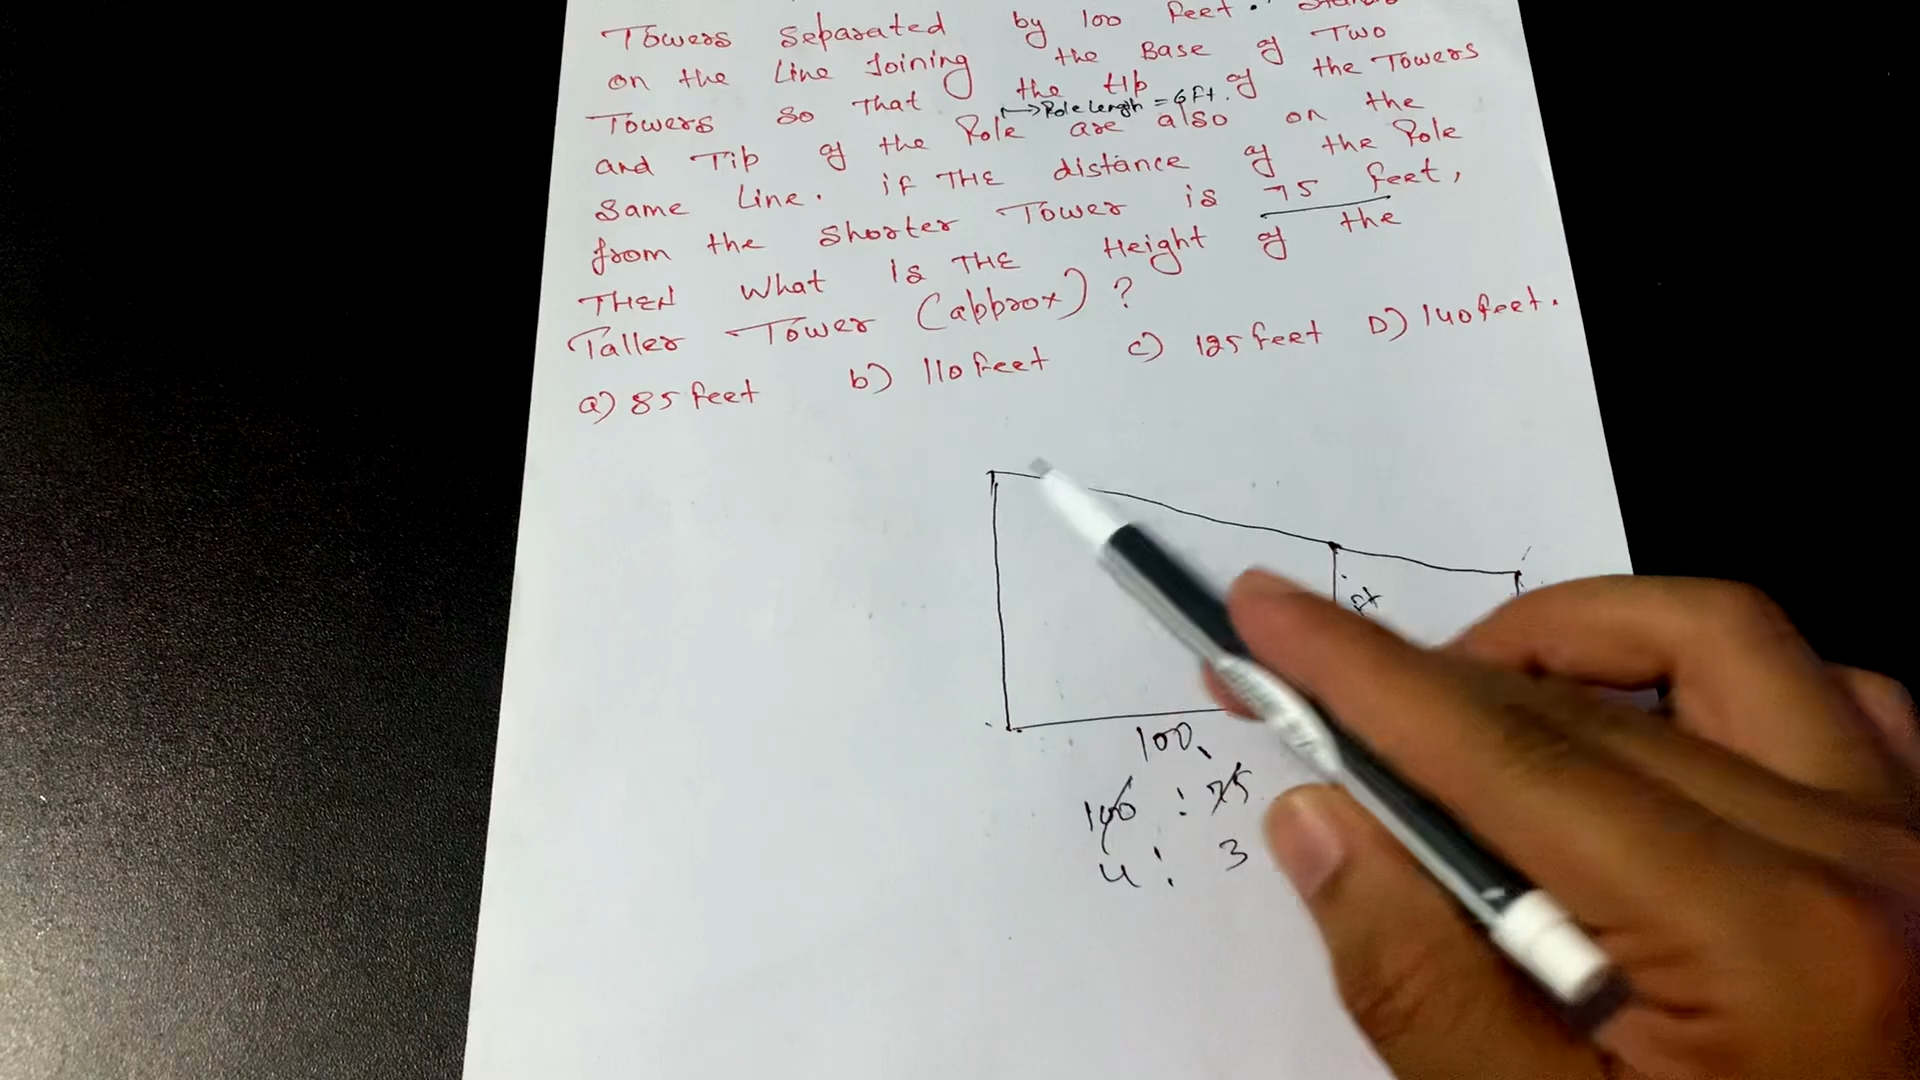 Towers Separated by 100 feet.
on the Line Joining the Base of Two
Towers so that the tip of the Towers
Pole length = 6 Ft.
and Tip of the Pole are also on the
Same Line. if THE distance of the Pole
from the Shorter Tower is 75 feet,
THEN What is THE Height of the
Taller Tower (approx) ?
a) 85 feet b) 110 feet c) 125 feet D) 140 feet.
ft
100
100 : 75
4 : 3